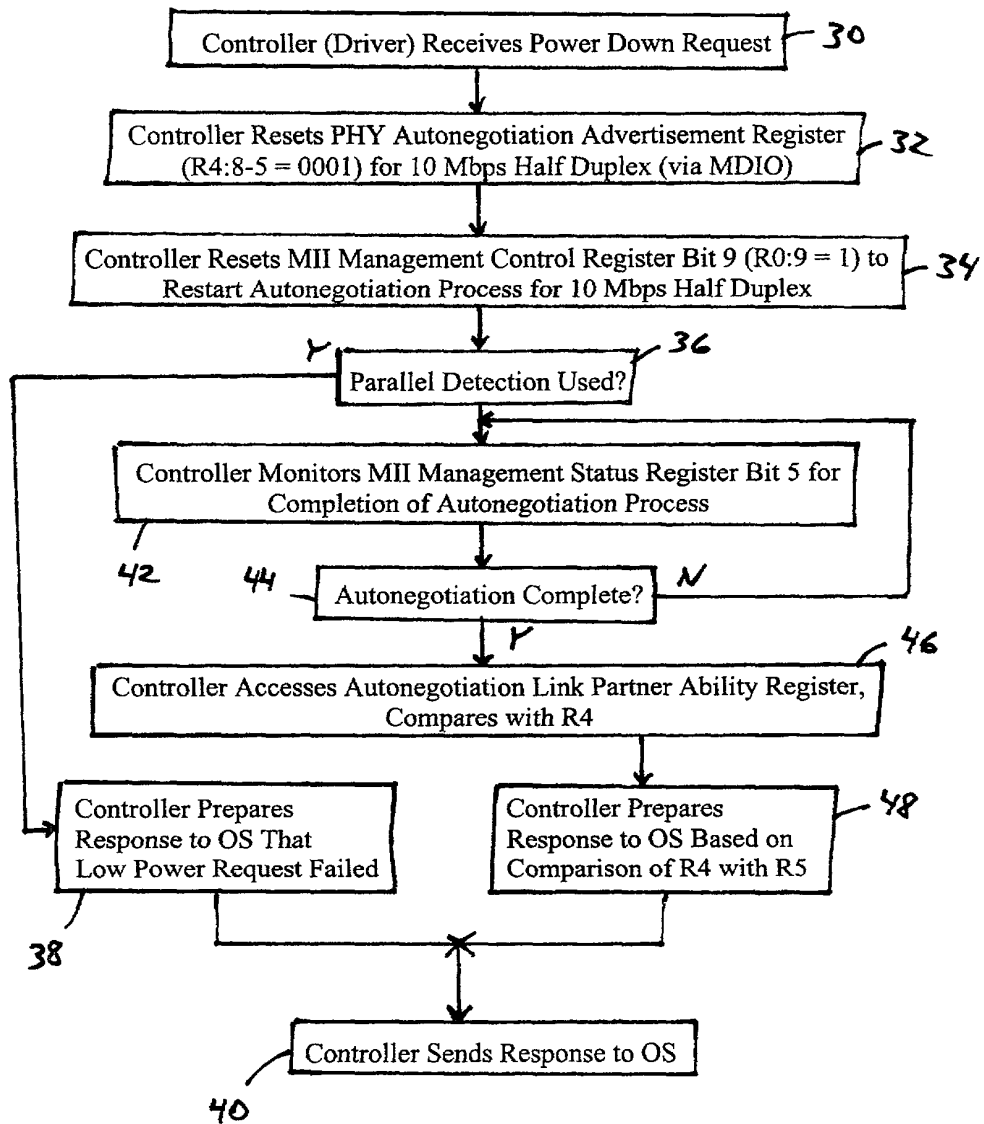 Controller (Driver) Receives Power Down Request
30
Controller Resets PHY Autonegotiation Advertisement Register
(R4:8-5 = 0001) for 10 Mbps Half Duplex (via MDIO)
32
Controller Resets MII Management Control Register Bit 9 (R0:9 = 1) to
Restart Autonegotiation Process for 10 Mbps Half Duplex
34
Y
36
Parallel Detection Used?
Controller Monitors MII Management Status Register Bit 5 for
Completion of Autonegotiation Process
42
44
Autonegotiation Complete?
N
Y
46
Controller Accesses Autonegotiation Link Partner Ability Register,
Compares with R4
Controller Prepares
Response to OS That
Low Power Request Failed
38
Controller Prepares
Response to OS Based on
Comparison of R4 with R5
48
Controller Sends Response to OS
40